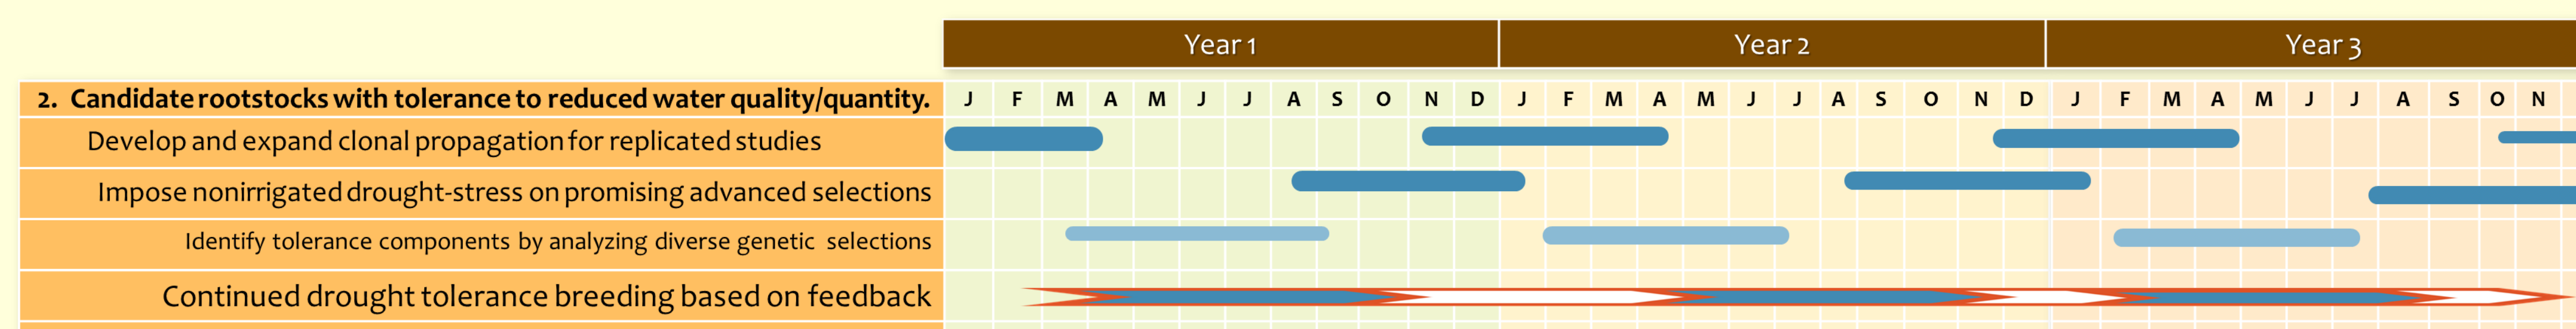 Year 1 Year 2 Year 3
2. Candidate rootstocks with tolerance to reduced water quality/quantity. J F M A M J J A S O N D J F M A M J J A S O N D J F M A M J J A S O N
Develop and expand clonal propagation for replicated studies
Impose nonirrigated drought-stress on promising advanced selections
Identify tolerance components by analyzing diverse genetic selections
Continued drought tolerance breeding based on feedback